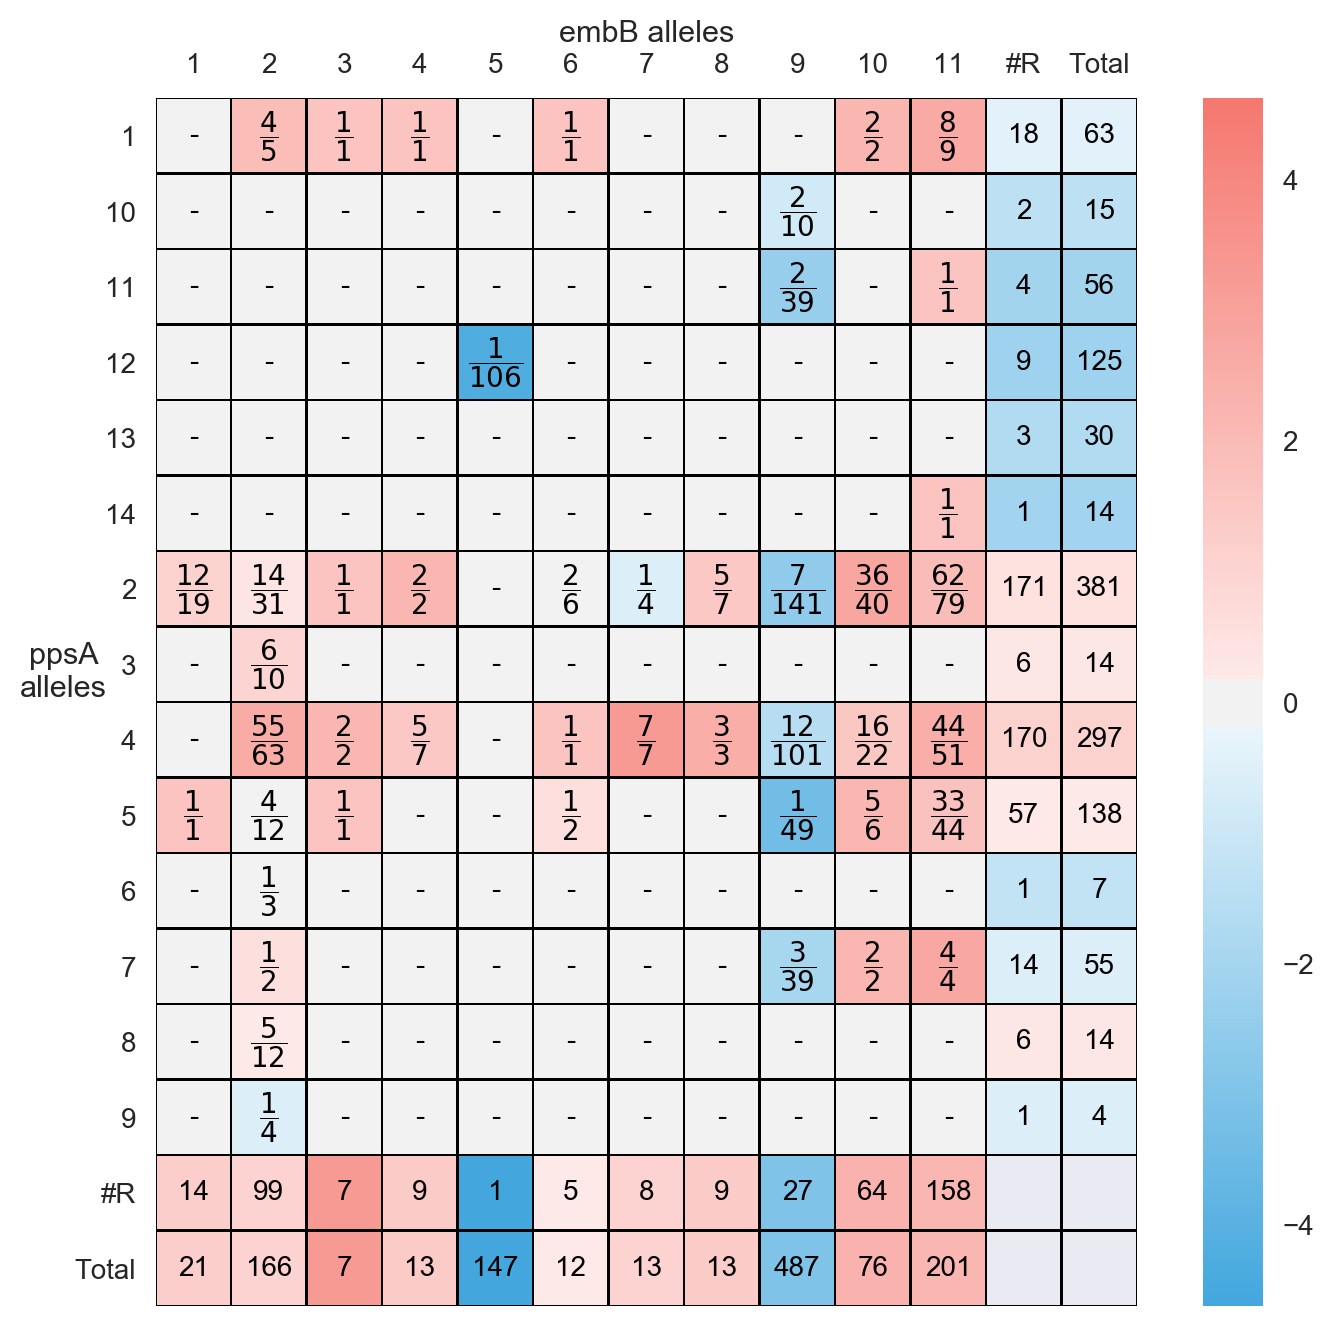 embB alleles
1 2 3 4 5 6 7 8 9 10 11 #R Total
1 - 4/5 1/1 1/1 - 1/1 - - - 2/2 8/9 18 63
10 - - - - - - - - 2/10 - - 2 15
11 - - - - - - - - 2/39 - 1/1 4 56
12 - - - - 1/106 - - - - - - 9 125
13 - - - - - - - - - - - 3 30
14 - - - - - - - - - - 1/1 1 14
2 12/19 14/31 1/1 2/2 - 2/6 1/4 5/7 7/141 36/40 62/79 171 381
ppsA
alleles
3 - 6/10 - - - - - - - - - 6 14
4 - 55/63 2/2 5/7 - 1/1 7/7 3/3 12/101 16/22 44/51 170 297
5 1/1 4/12 1/1 - - 1/2 - - 1/49 5/6 33/44 57 138
6 - 1/3 - - - - - - - - - 1 7
7 - 1/2 - - - - - - 3/39 2/2 4/4 14 55
8 - 5/12 - - - - - - - - - 6 14
9 - 1/4 - - - - - - - - - 1 4
#R 14 99 7 9 1 5 8 9 27 64 158
Total 21 166 7 13 147 12 13 13 487 76 201
4
2
0
−2
−4